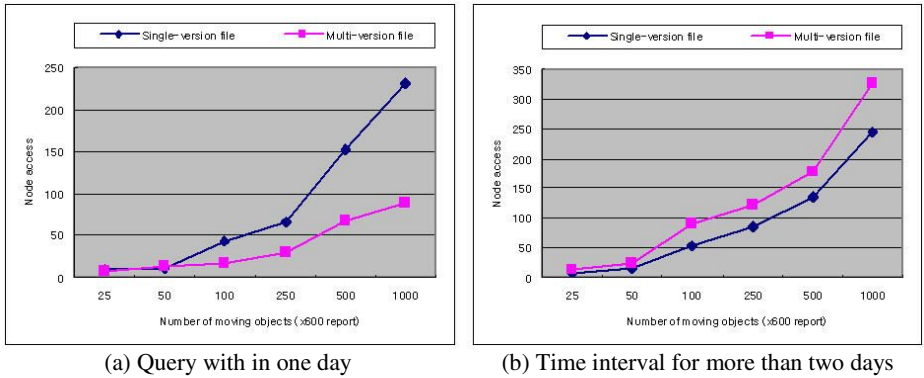 Single-version file
Multi-version file
250
200
150
100
50
0
Node access
25 50 100 250 500 1000
Number of moving objects (x600 report)
(a) Query with in one day
Single-version file
Multi-version file
350
300
250
200
150
100
50
0
Node access
25 50 100 250 500 1000
Number of moving objects (x600 report)
(b) Time interval for more than two days